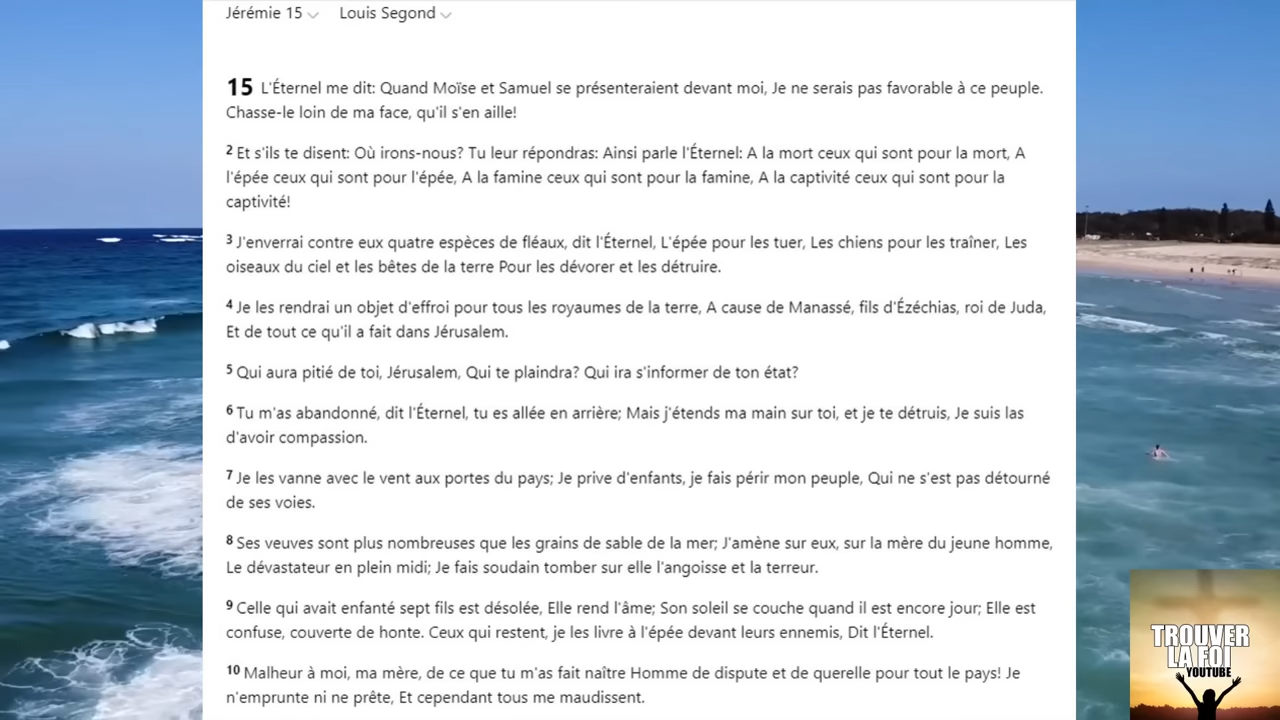 Jérémie 15 Louis Segond
15 L'Éternel me dit: Quand Moïse et Samuel se présenteraient devant moi, Je ne serais pas favorable à ce peuple.
Chasse-le loin de ma face, qu'il s'en aille!
2 Et s'ils te disent: Où irons-nous? Tu leur répondras: Ainsi parle l'Éternel: A la mort ceux qui sont pour la mort, A
l'épée ceux qui sont pour l'épée, A la famine ceux qui sont pour la famine, A la captivité ceux qui sont pour la
captivité!
3 J'enverrai contre eux quatre espèces de fléaux, dit l'Éternel, L'épée pour les tuer, Les chiens pour les traîner, Les
oiseaux du ciel et les bêtes de la terre Pour les dévorer et les détruire.
4 Je les rendrai un objet d'effroi pour tous les royaumes de la terre, A cause de Manassé, fils d'Ézéchias, roi de Juda,
Et de tout ce qu'il a fait dans Jérusalem.
5 Qui aura pitié de toi, Jérusalem, Qui te plaindra? Qui ira s'informer de ton état?
6 Tu m'as abandonné, dit l'Éternel, tu es allée en arrière; Mais j'étends ma main sur toi, et je te détruis, Je suis las
d'avoir compassion.
7 Je les vanne avec le vent aux portes du pays; Je prive d'enfants, je fais périr mon peuple, Qui ne s'est pas détourné
de ses voies.
8 Ses veuves sont plus nombreuses que les grains de sable de la mer; J'amène sur eux, sur la mère du jeune homme,
Le dévastateur en plein midi; Je fais soudain tomber sur elle l'angoisse et la terreur.
9 Celle qui avait enfanté sept fils est désolée, Elle rend l'âme; Son soleil se couche quand il est encore jour; Elle est
confuse, couverte de honte. Ceux qui restent, je les livre à l'épée devant leurs ennemis, Dit l'Éternel.
10 Malheur à moi, ma mère, de ce que tu m'as fait naître Homme de dispute et de querelle pour tout le pays! Je
n'emprunte ni ne prête, Et cependant tous me maudissent.
TROUVER
LA FOI
YOUTUBE